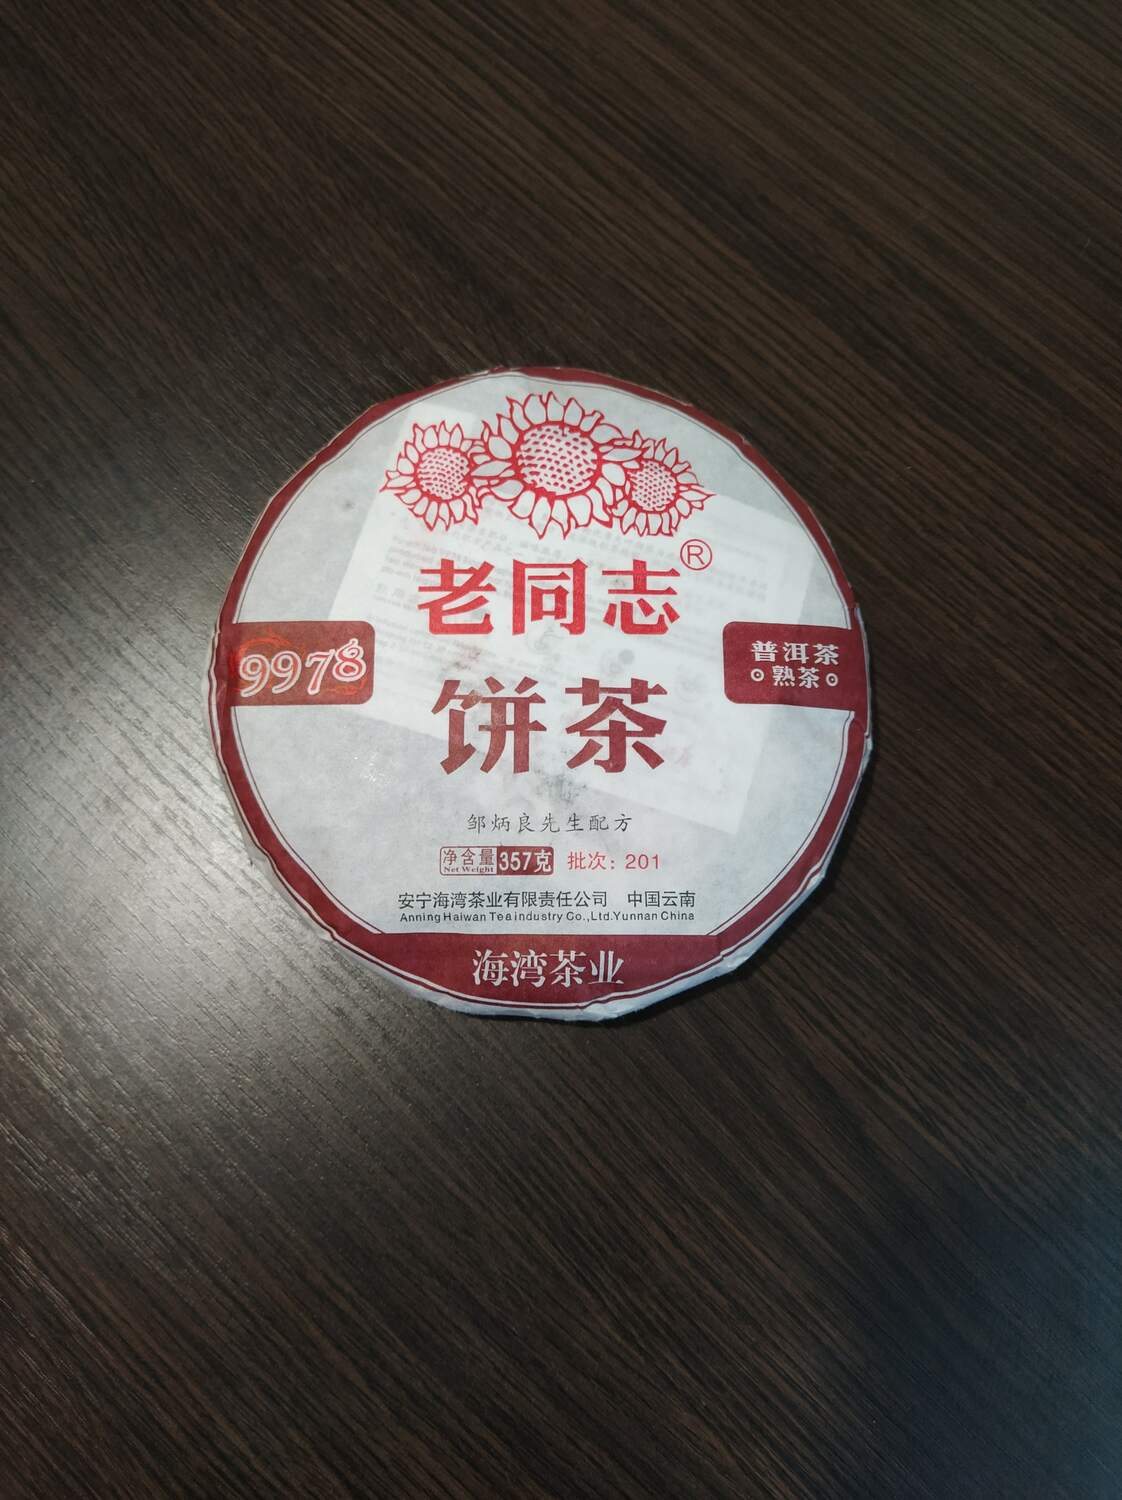 老同志®
9978
普洱茶
熟茶
饼茶
邹炳良先生配方
净含量 357克 批次：201
Net Weight
安宁海湾茶业有限责任公司 中国云南
Anning Haiwan Tea industry Co.,Ltd.Yunnan China
海湾茶业